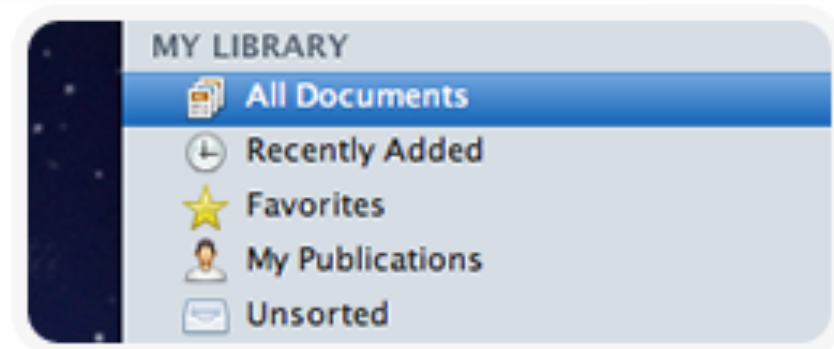 MY LIBRARY
All Documents
Recently Added
Favorites
My Publications
Unsorted